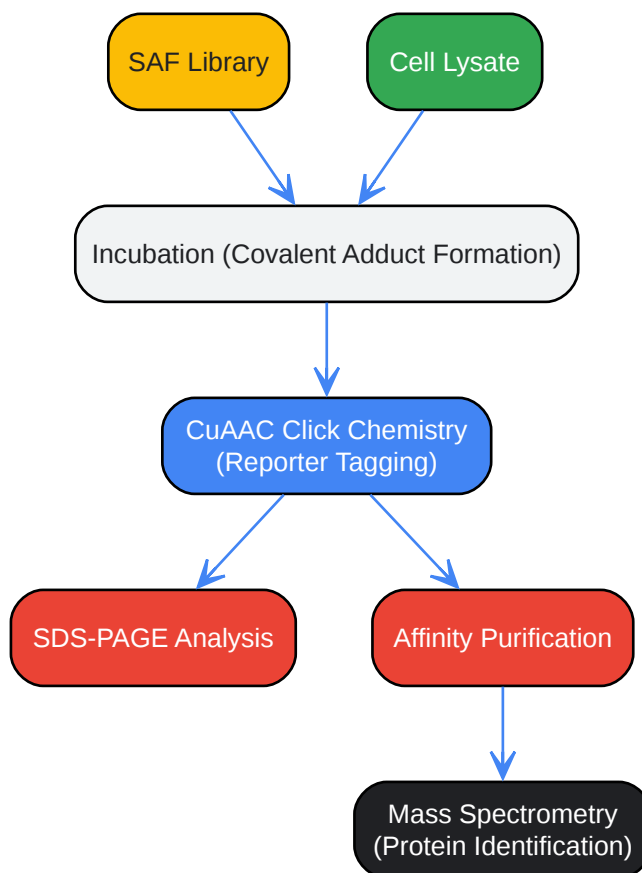 SAF Library
Cell Lysate
Incubation (Covalent Adduct Formation)
CuAAC Click Chemistry
(Reporter Tagging)
SDS-PAGE Analysis
Affinity Purification
Mass Spectrometry
(Protein Identification)